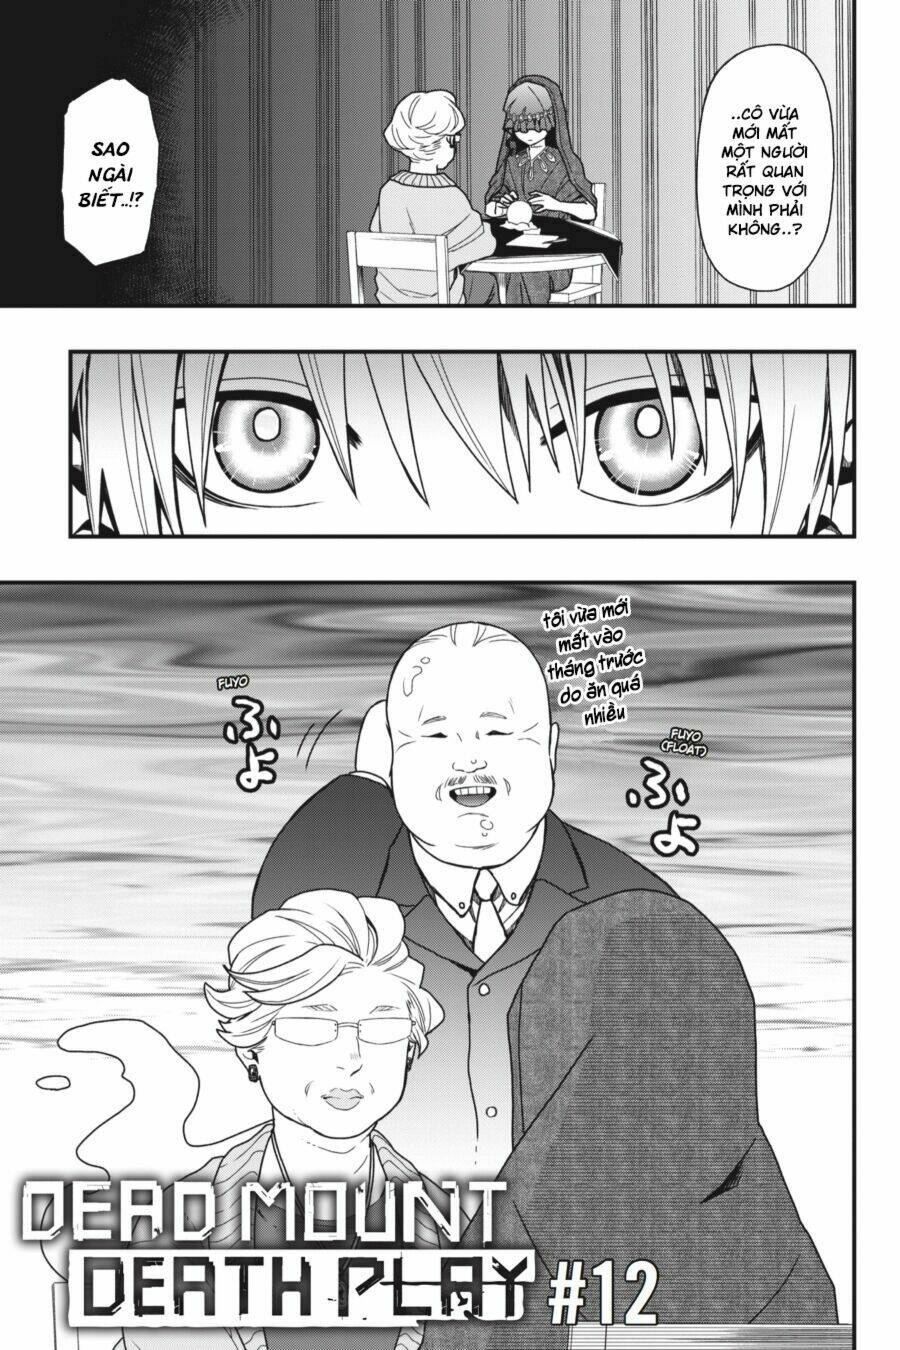 ..CÔ VỪA
MỚI MẤT
MỘT NGƯỜI
RẤT QUAN
TRỌNG VỚI
MÌNH PHẢI
KHÔNG..?
SAO
NGÀI
BIẾT..!?
tôi vừa mới
mất vào
tháng trước
do ăn quá
nhiều
FUYO
(FLOAT)
ふよ
FUYO
ふよ
DEAD MOUNT
DEATH PLAY #12